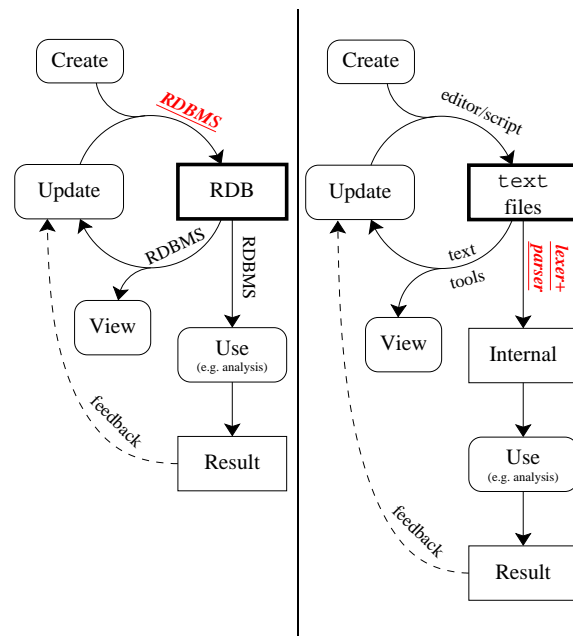 Create
RDBMS
Update
RDB
RDBMS
RDBMS
View
Use
(e.g. analysis)
feedback
Result
Create
editor/script
Update
text
files
text
tools
lexer+
parser
View
Internal
Use
(e.g. analysis)
feedback
Result